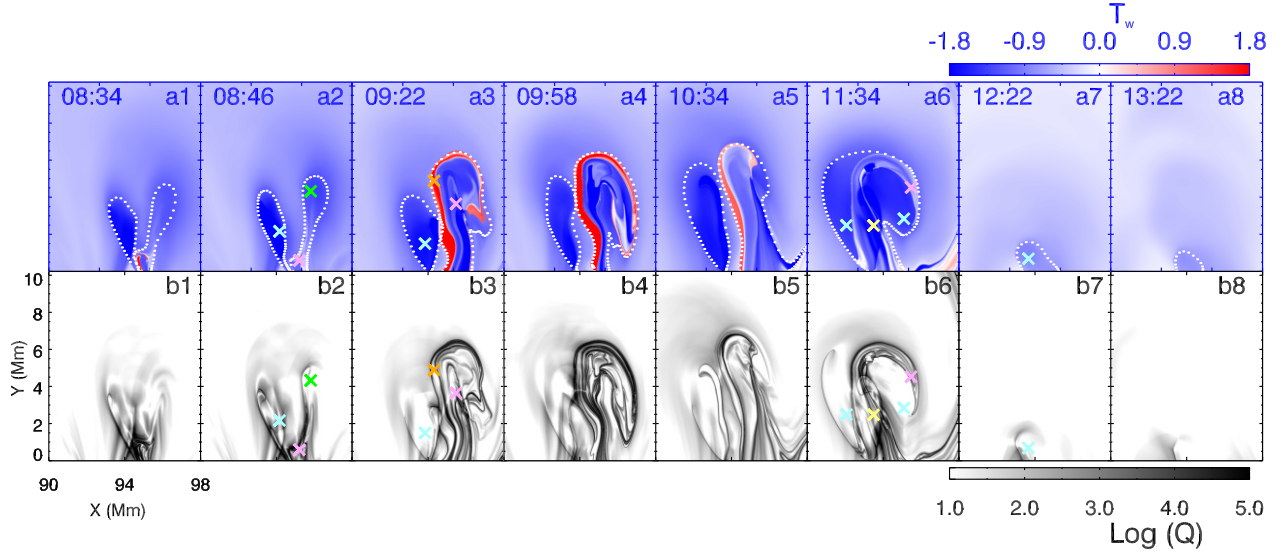 T_w
-1.8 -0.9 0.0 0.9 1.8
08:34 a1 08:46 a2 09:22 a3 09:58 a4 10:34 a5 11:34 a6 12:22 a7 13:22 a8
10 b1 b2 b3 b4 b5 b6 b7 b8
8
6
Y (Mm)
4
2
0
90 94 98
X (Mm)
1.0 2.0 3.0 4.0 5.0
Log (Q)